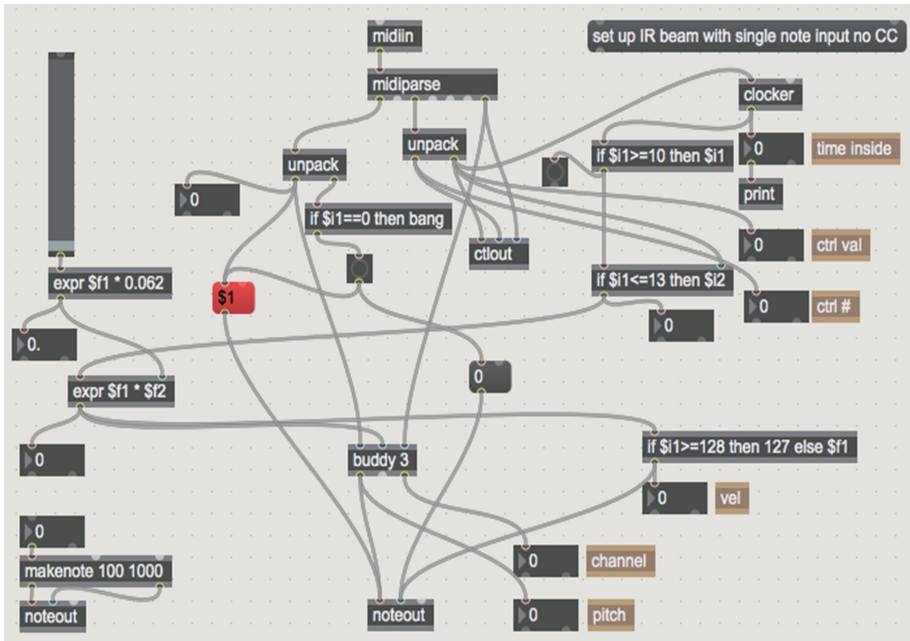 midiin
set up IR beam with single note input no CC
midiparse
clocker
unpack
if $i1>=10 then $i1
0
time inside
unpack
print
0
if $i1==0 then bang
0
ctrl val
ctlout
expr $f1 * 0.062
if $i1<=13 then $i2
$1
0
ctrl #
0
0.
0
expr $f1 * $f2
if $i1>=128 then 127 else $f1
0
buddy 3
0
vel
0
makenote 100 1000
0
channel
noteout
noteout
0
pitch